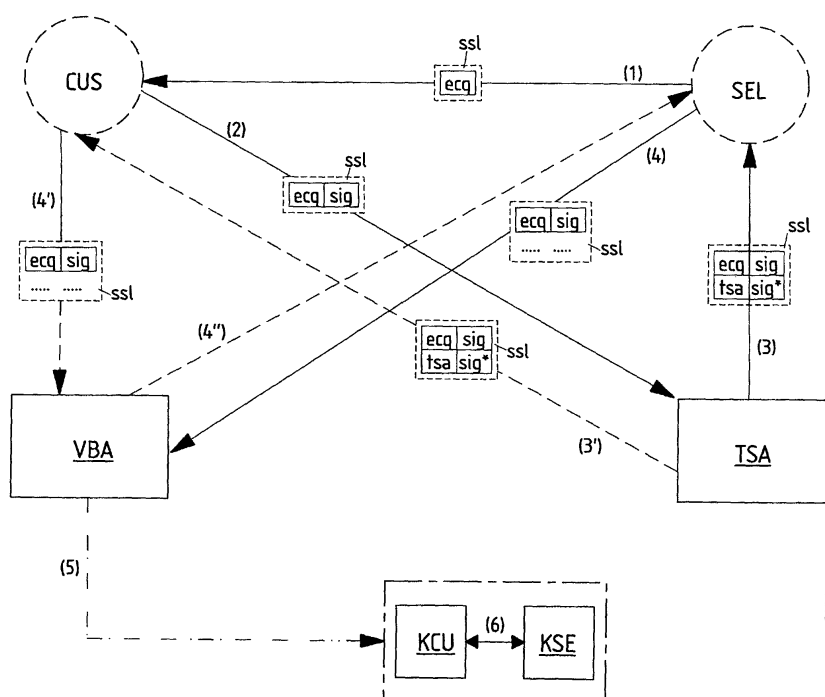 ssl
CUS
ecq
(1)
SEL
(2)
(4)
ssl
ecq sig
(4')
ecq sig
..... .....
ssl
ecq sig
..... .....
ssl
ssl
ecq sig
tsa sig*
(4'')
ecq sig
tsa sig*
ssl
(3)
VBA
(3')
TSA
(5)
KCU
(6)
KSE